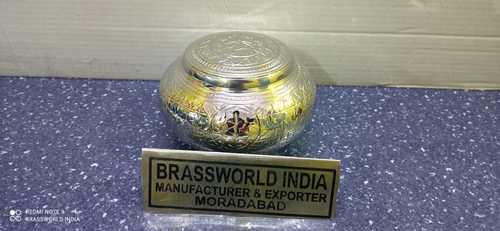 BRASSWORLD INDIA
MANUFACTURER & EXPORTER
MORADABAD
REDMI NOTE 9
BRASSWORLD INDIA